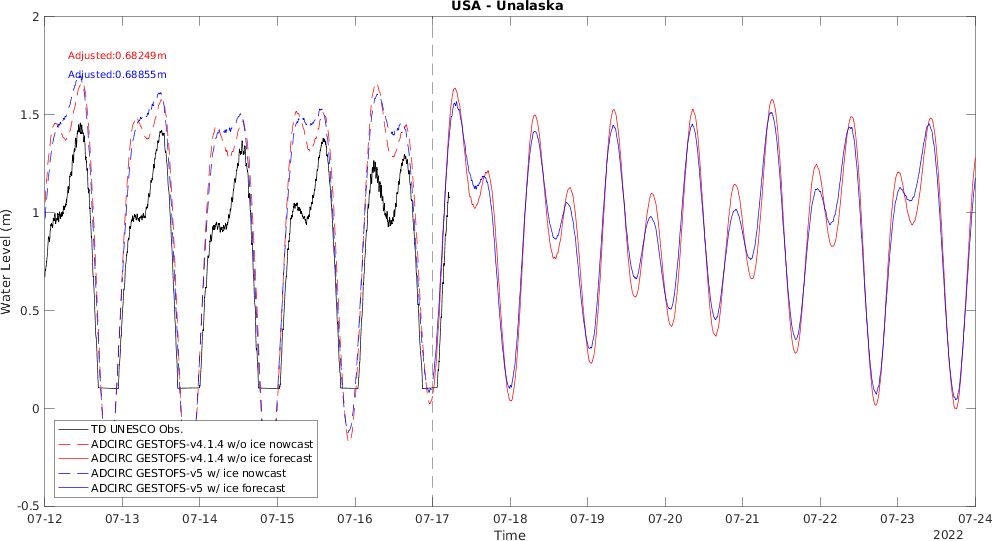 USA - Unalaska
2
Adjusted:0.68249m
Adjusted:0.68855m
1.5
1
0.5
0
-0.5
Water Level (m)
TD UNESCO Obs.
ADCIRC GESTOFS-v4.1.4 w/o ice nowcast
ADCIRC GESTOFS-v4.1.4 w/o ice forecast
ADCIRC GESTOFS-v5 w/ ice nowcast
ADCIRC GESTOFS-v5 w/ ice forecast
07-12 07-13 07-14 07-15 07-16 07-17 07-18 07-19 07-20 07-21 07-22 07-23 07-24
Time
2022